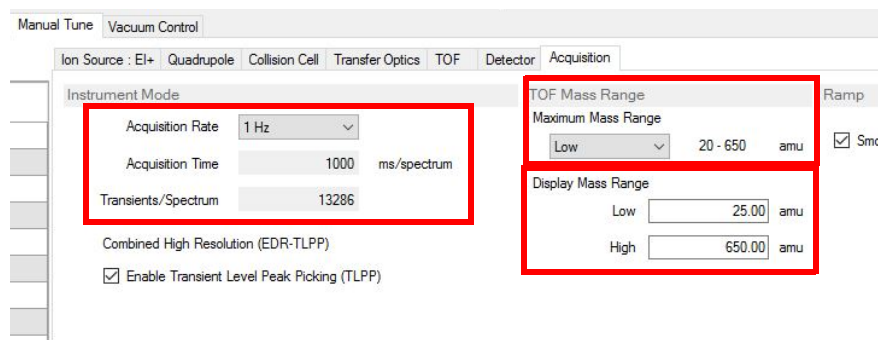 Manual Tune Vacuum Control
Ion Source : EI+ Quadrupole Collision Cell Transfer Optics TOF Detector Acquisition
Instrument Mode
Acquisition Rate 1 Hz
Acquisition Time 1000 ms/spectrum
Transients/Spectrum 13286
Combined High Resolution (EDR-TLPP)
Enable Transient Level Peak Picking (TLPP)
TOF Mass Range
Maximum Mass Range
Low 20 - 650 amu
Display Mass Range
Low 25.00 amu
High 650.00 amu
Ramp